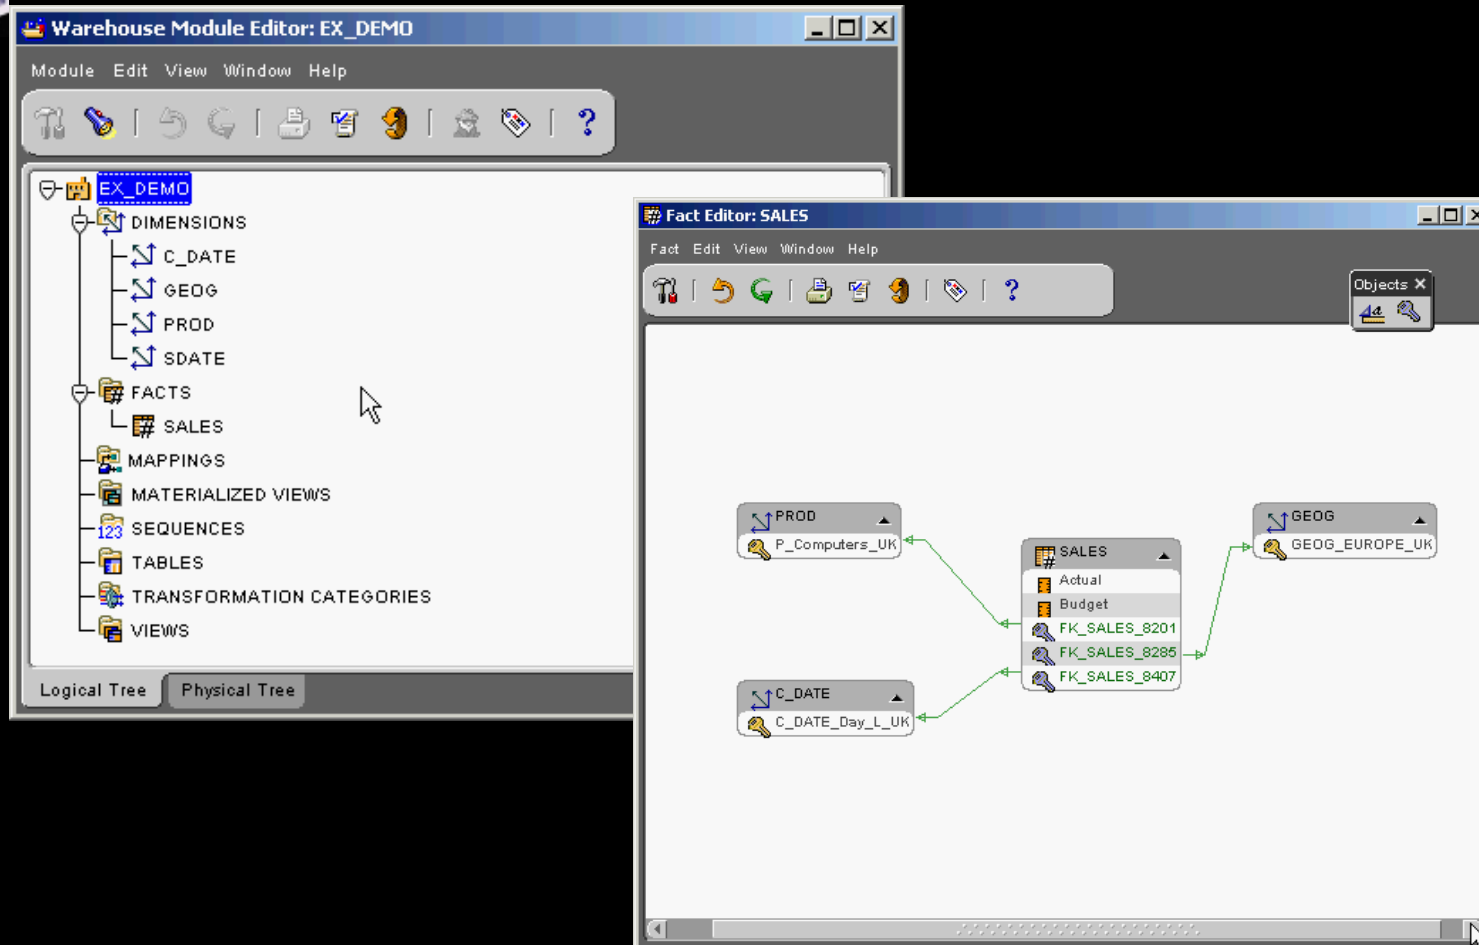 Warehouse Module Editor: EX_DEMO
Module Edit View Window Help
EX_DEMO
DIMENSIONS
C_DATE
GEOG
PROD
SDATE
FACTS
SALES
MAPPINGS
MATERIALIZED VIEWS
123 SEQUENCES
TABLES
TRANSFORMATION CATEGORIES
VIEWS
Logical Tree Physical Tree
Fact Editor: SALES
Fact Edit View Window Help
Objects
PROD
P_Computers_UK
C_DATE
C_DATE_Day_L_UK
SALES
Actual
Budget
FK_SALES_8201
FK_SALES_8285
FK_SALES_8407
GEOG
GEOG_EUROPE_UK